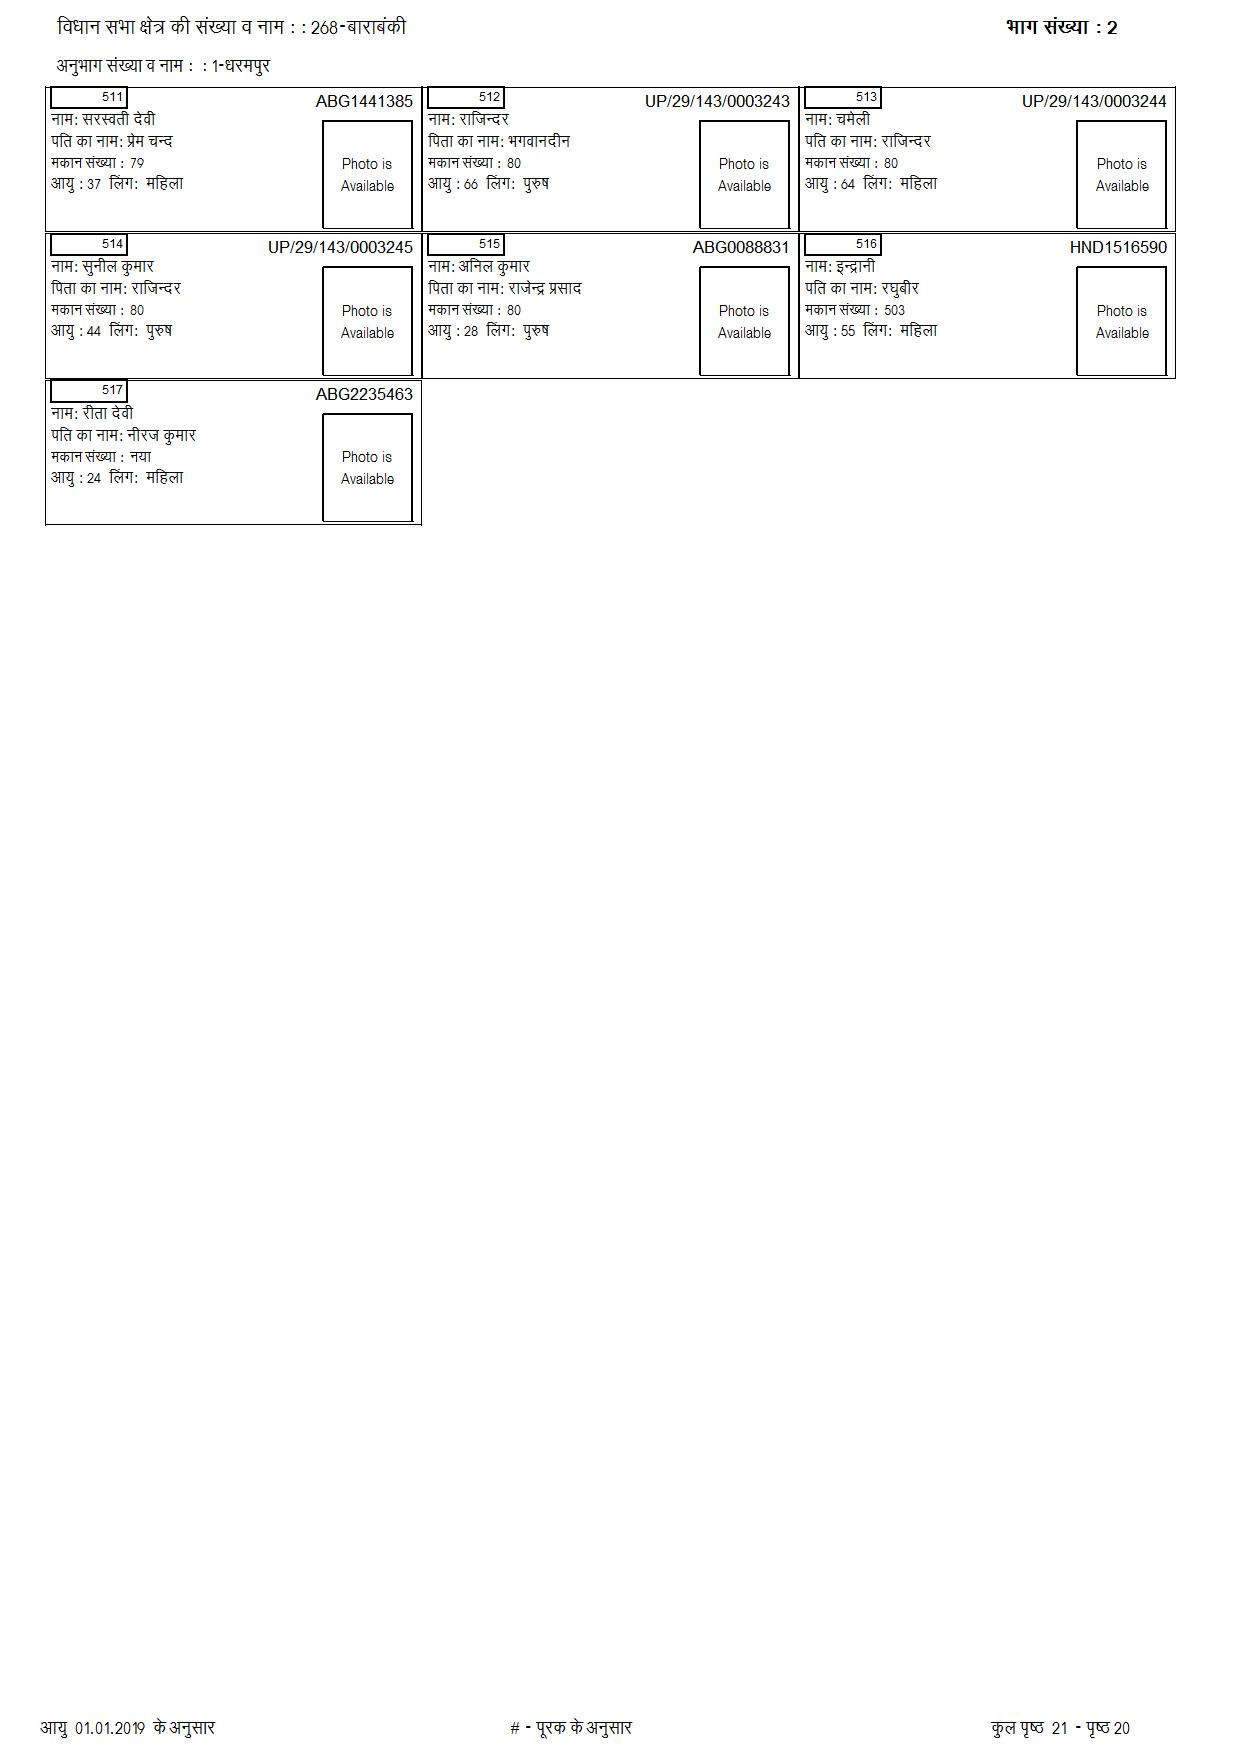 विधान सभा क्षेत्र की संख्या व नाम : : 268-बाराबंकी
भाग संख्या : 2
अनुभाग संख्या व नाम : : 1-धरमपुर
511
ABG1441385
नाम: सरस्वती देवी
पति का नाम: प्रेम चन्द
मकान संख्या : 79
आयु : 37 लिंग: महिला
Photo is
Available
512
UP/29/143/0003243
नाम: राजिन्दर
पिता का नाम: भगवानदीन
मकान संख्या : 80
आयु : 66 लिंग: पुरुष
Photo is
Available
513
UP/29/143/0003244
नाम: चमेली
पति का नाम: राजिन्दर
मकान संख्या : 80
आयु : 64 लिंग: महिला
Photo is
Available
514
UP/29/143/0003245
नाम: सुनील कुमार
पिता का नाम: राजिन्दर
मकान संख्या : 80
आयु : 44 लिंग: पुरुष
Photo is
Available
515
ABG0088831
नाम: अनिल कुमार
पिता का नाम: राजेन्द्र प्रसाद
मकान संख्या : 80
आयु : 28 लिंग: पुरुष
Photo is
Available
516
HND1516590
नाम: इन्द्रानी
पति का नाम: रघुबीर
मकान संख्या : 503
आयु : 55 लिंग: महिला
Photo is
Available
517
ABG2235463
नाम: रीता देवी
पति का नाम: नीरज कुमार
मकान संख्या : नया
आयु : 24 लिंग: महिला
Photo is
Available
आयु 01.01.2019 के अनुसार
# - पूरक के अनुसार
कुल पृष्ठ 21 - पृष्ठ 20